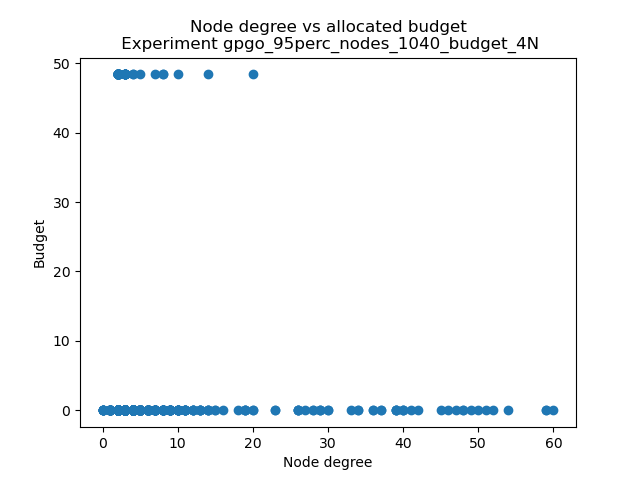 Node degree vs allocated budget
Experiment gpgo_95perc_nodes_1040_budget_4N
50
40
30
20
10
0
Budget
0 10 20 30 40 50 60
Node degree